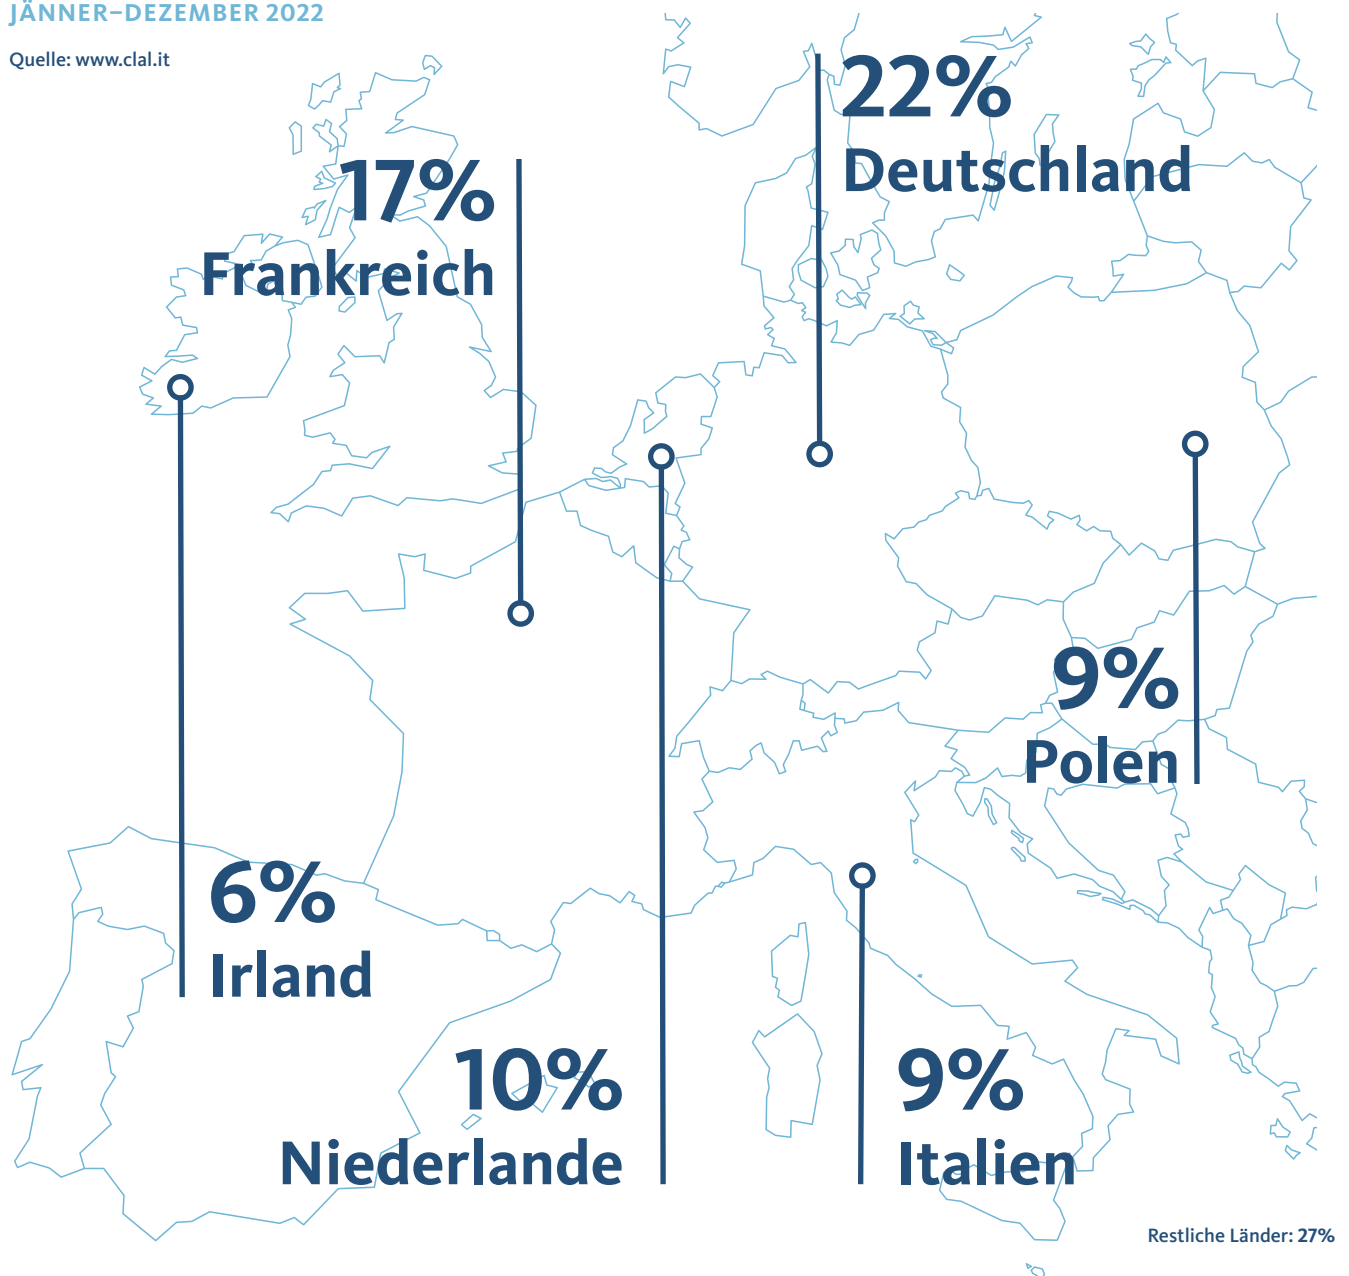 JÄNNER–DEZEMBER 2022
Quelle: www.clal.it
22%
Deutschland
17%
Frankreich
9%
Polen
6%
Irland
10%
Niederlande
9%
Italien
Restliche Länder: 27%